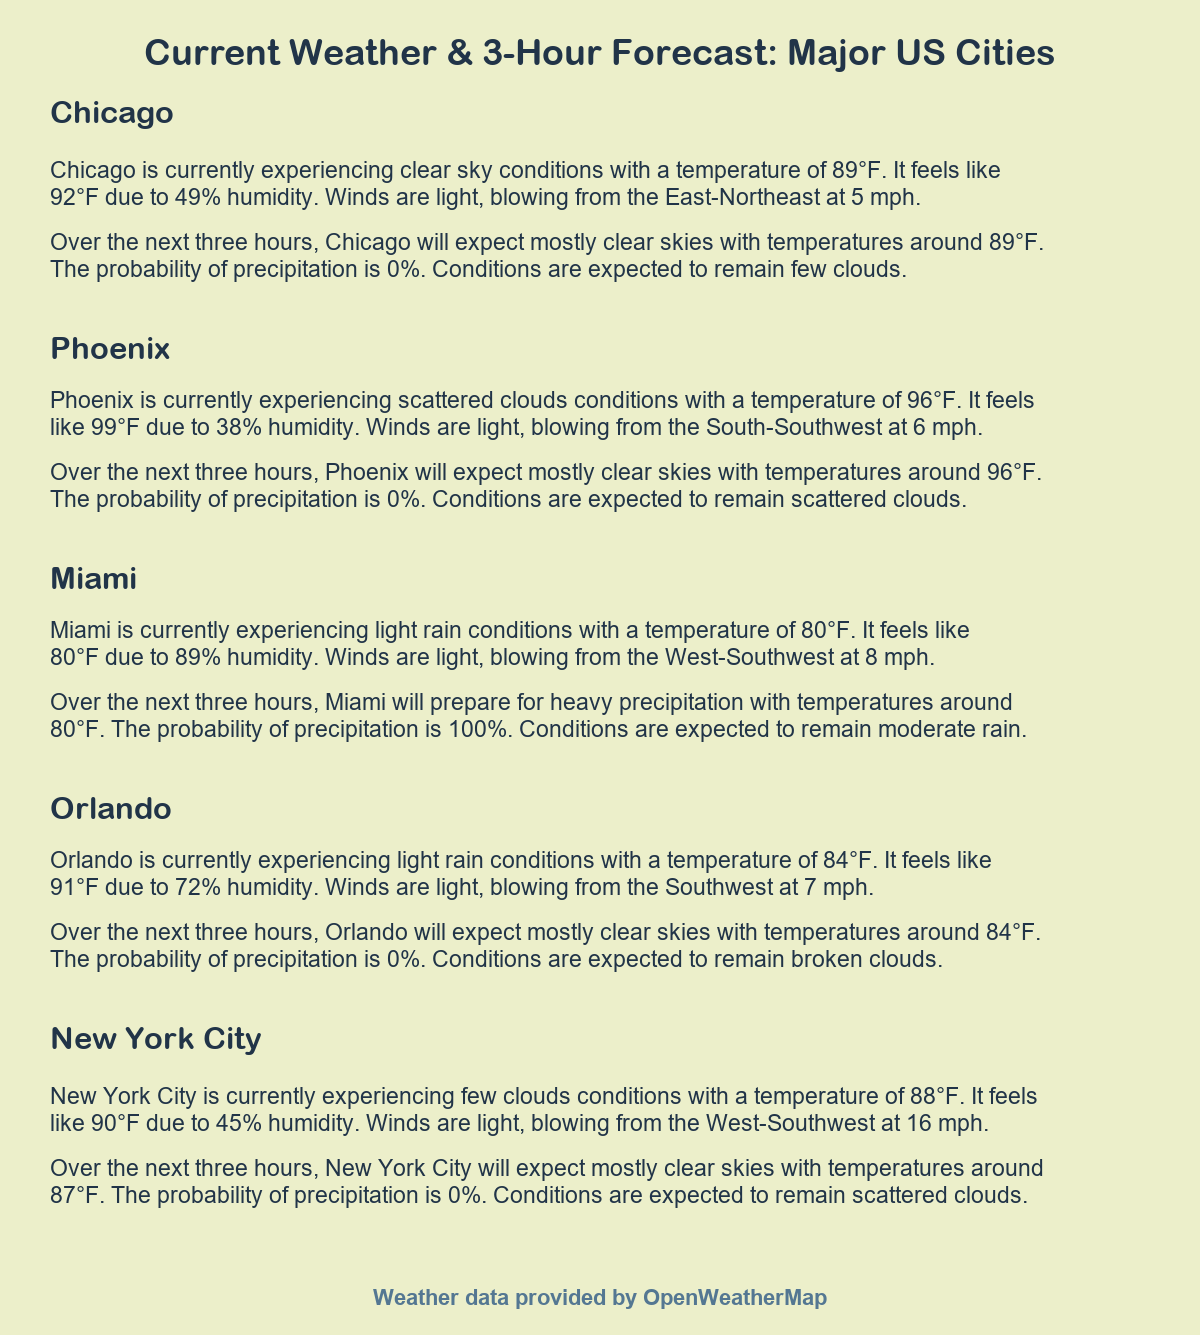 Current Weather & 3-Hour Forecast: Major US Cities
Chicago
Chicago is currently experiencing clear sky conditions with a temperature of 89°F. It feels like
92°F due to 49% humidity. Winds are light, blowing from the East-Northeast at 5 mph.
Over the next three hours, Chicago will expect mostly clear skies with temperatures around 89°F.
The probability of precipitation is 0%. Conditions are expected to remain few clouds.
Phoenix
Phoenix is currently experiencing scattered clouds conditions with a temperature of 96°F. It feels
like 99°F due to 38% humidity. Winds are light, blowing from the South-Southwest at 6 mph.
Over the next three hours, Phoenix will expect mostly clear skies with temperatures around 96°F.
The probability of precipitation is 0%. Conditions are expected to remain scattered clouds.
Miami
Miami is currently experiencing light rain conditions with a temperature of 80°F. It feels like
80°F due to 89% humidity. Winds are light, blowing from the West-Southwest at 8 mph.
Over the next three hours, Miami will prepare for heavy precipitation with temperatures around
80°F. The probability of precipitation is 100%. Conditions are expected to remain moderate rain.
Orlando
Orlando is currently experiencing light rain conditions with a temperature of 84°F. It feels like
91°F due to 72% humidity. Winds are light, blowing from the Southwest at 7 mph.
Over the next three hours, Orlando will expect mostly clear skies with temperatures around 84°F.
The probability of precipitation is 0%. Conditions are expected to remain broken clouds.
New York City
New York City is currently experiencing few clouds conditions with a temperature of 88°F. It feels
like 90°F due to 45% humidity. Winds are light, blowing from the West-Southwest at 16 mph.
Over the next three hours, New York City will expect mostly clear skies with temperatures around
87°F. The probability of precipitation is 0%. Conditions are expected to remain scattered clouds.
Weather data provided by OpenWeatherMap